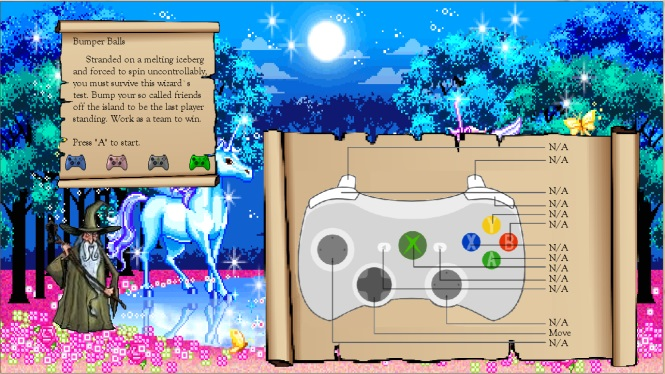 Bumper Balls
Stranded on a melting iceberg
and forced to spin uncontrollably,
you must survive this wizard`s
test. Bump your so called friends
off the island to be the last player
standing. Work as a team to win.
Press "A" to start.
N/A
N/A
N/A
N/A
N/A
N/A
Y
X
B
A
X
N/A
N/A
N/A
N/A
N/A
N/A
Move
N/A